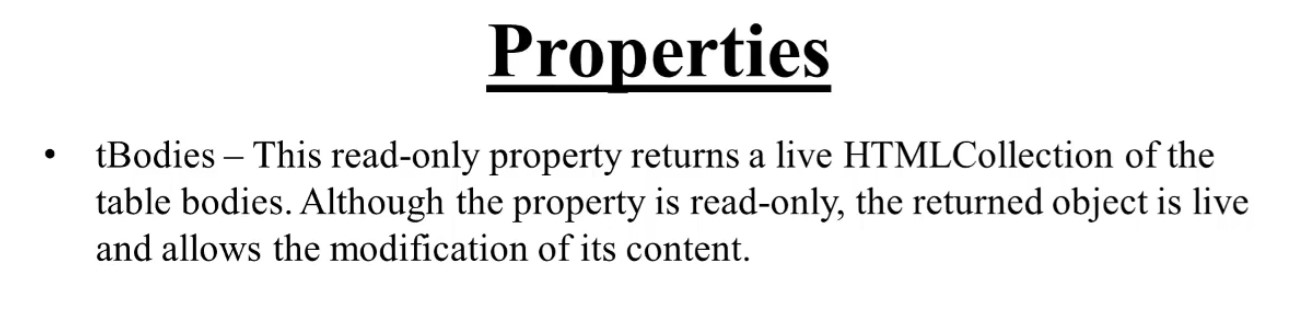 Properties
• tBodies – This read-only property returns a live HTMLCollection of the
table bodies. Although the property is read-only, the returned object is live
and allows the modification of its content.